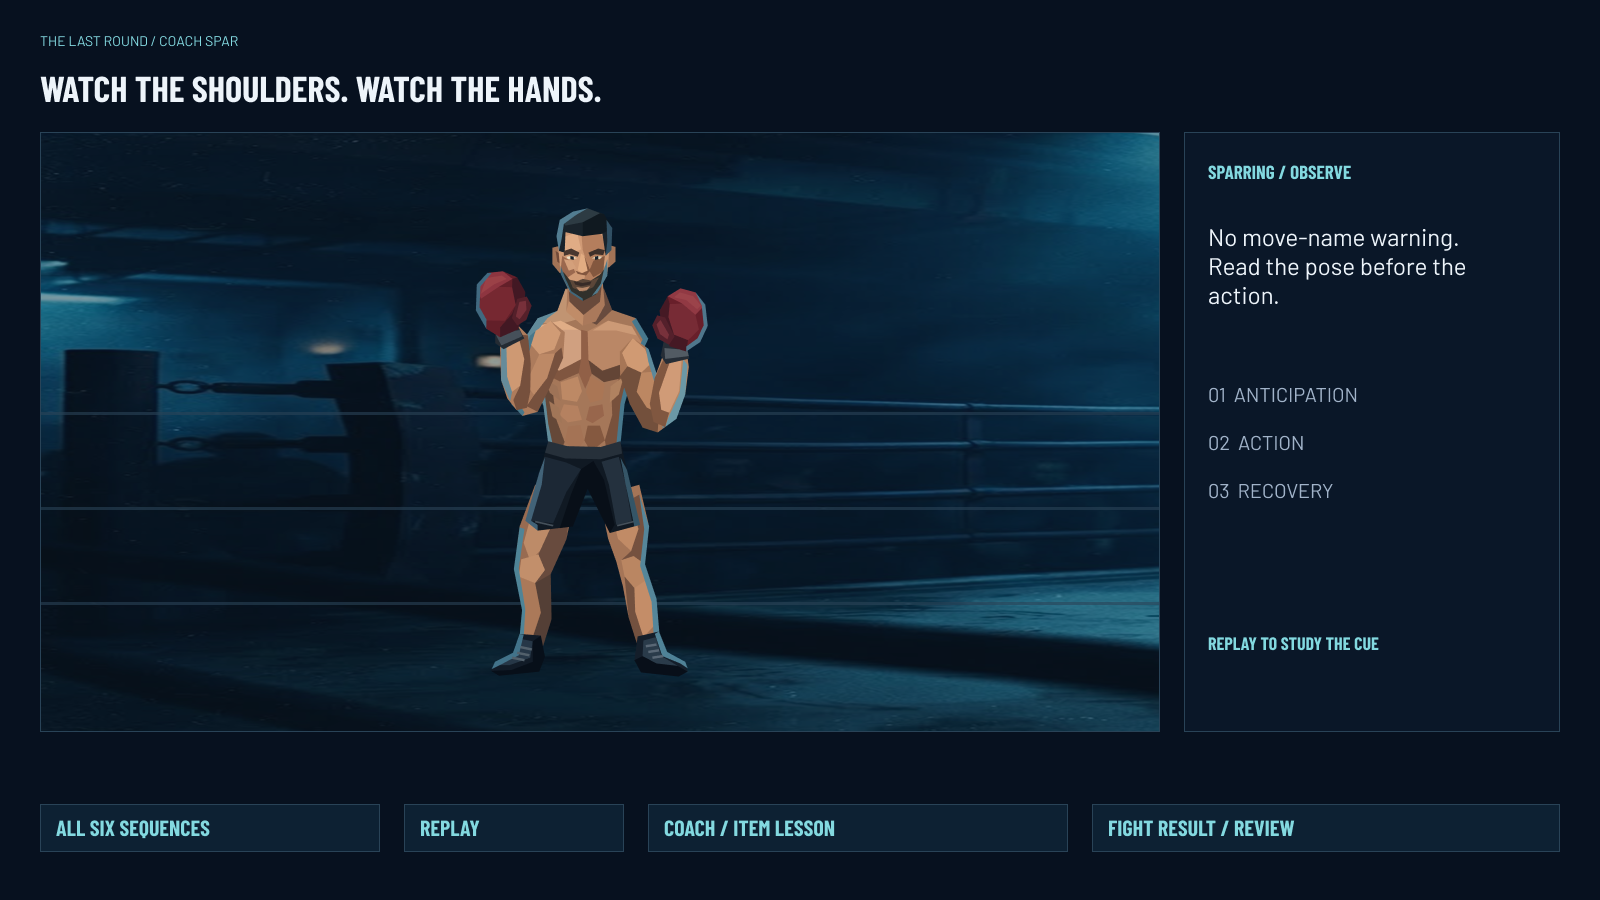 THE LAST ROUND / COACH SPAR
WATCH THE SHOULDERS. WATCH THE HANDS.
SPARRING / OBSERVE
No move-name warning.
Read the pose before the
action.
01 ANTICIPATION
02 ACTION
03 RECOVERY
REPLAY TO STUDY THE CUE
ALL SIX SEQUENCES
REPLAY
COACH / ITEM LESSON
FIGHT RESULT / REVIEW